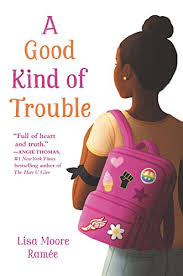 A
Good
Kind of
Trouble
"Full of heart
and truth."
—ANGIE THOMAS,
#1 New York Times
bestselling author of
The Hate U Give
Lisa Moore
Ramée